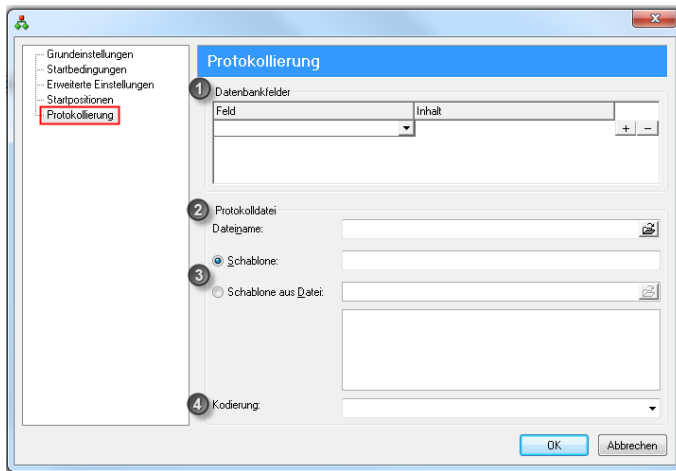 Grundeinstellungen
Startbedingungen
Erweiterte Einstellungen
Startpositionen
Protokollierung
Protokollierung
1 Datenbankfelder
Feld Inhalt
+ −
2 Protokolldatei
Dateiname:
Schablone:
3
Schablone aus Datei:
4 Kodierung:
OK Abbrechen